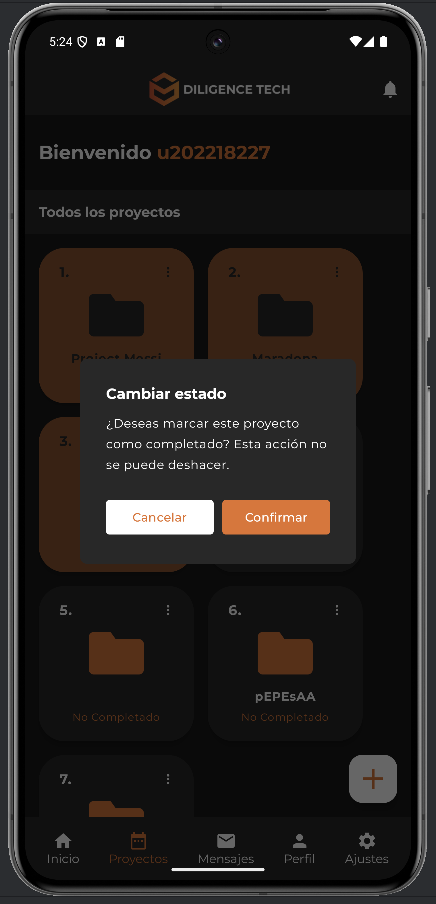 5:24
DILIGENCE TECH
Bienvenido u202218227
Todos los proyectos
1.
2.
Project Messi
Maradona
Cambiar estado
¿Deseas marcar este proyecto
como completado? Esta acción no
se puede deshacer.
Cancelar
Confirmar
3.
5.
6.
No Completado
pEPEsAA
No Completado
7.
Inicio
Proyectos
Mensajes
Perfil
Ajustes